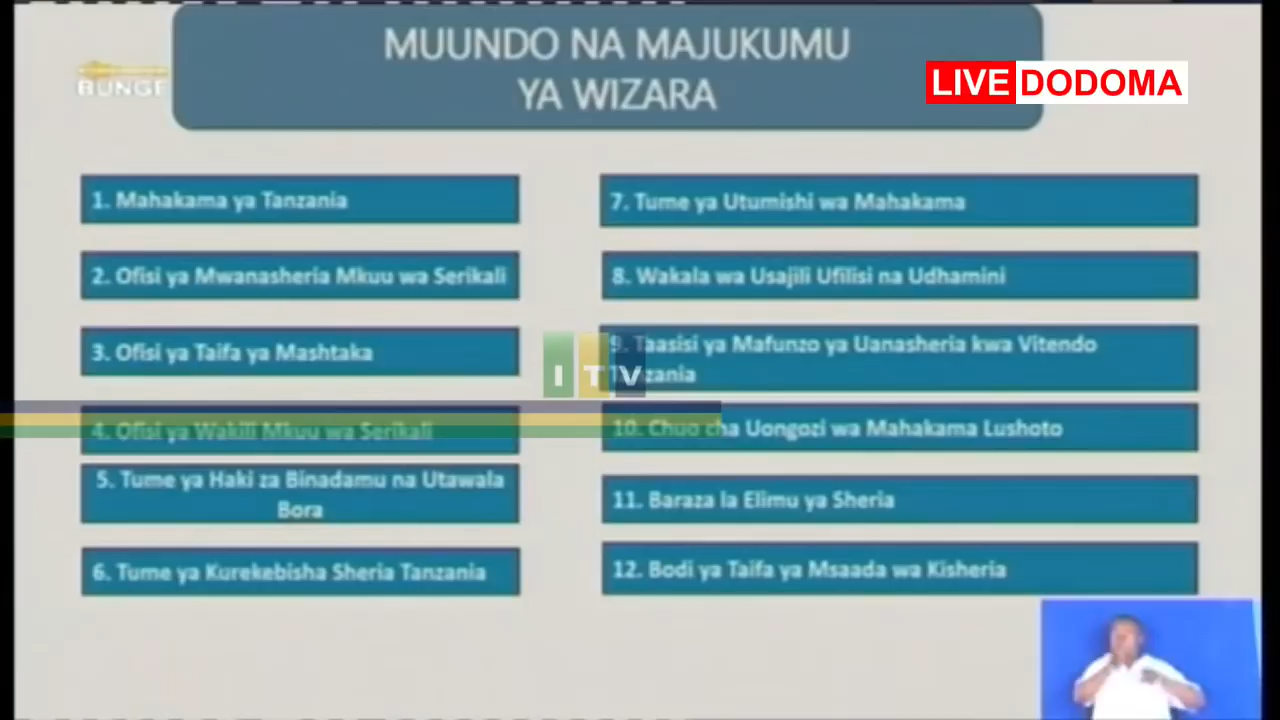 MUUNDO NA MAJUKUMU
YA WIZARA
BUNGE
LIVE DODOMA
1. Mahakama ya Tanzania
2. Ofisi ya Mwanasheria Mkuu wa Serikali
3. Ofisi ya Taifa ya Mashtaka
4. Ofisi ya Wakili Mkuu wa Serikali
5. Tume ya Haki za Binadamu na Utawala
Bora
6. Tume ya Kurekebisha Sheria Tanzania
7. Tume ya Utumishi wa Mahakama
8. Wakala wa Usajili Ufilisi na Udhamini
9. Taasisi ya Mafunzo ya Uanasheria kwa Vitendo
10. Chuo cha Uongozi wa Mahakama Lushoto
11. Baraza la Elimu ya Sheria
12. Bodi ya Taifa ya Msaada wa Kisheria
ITV